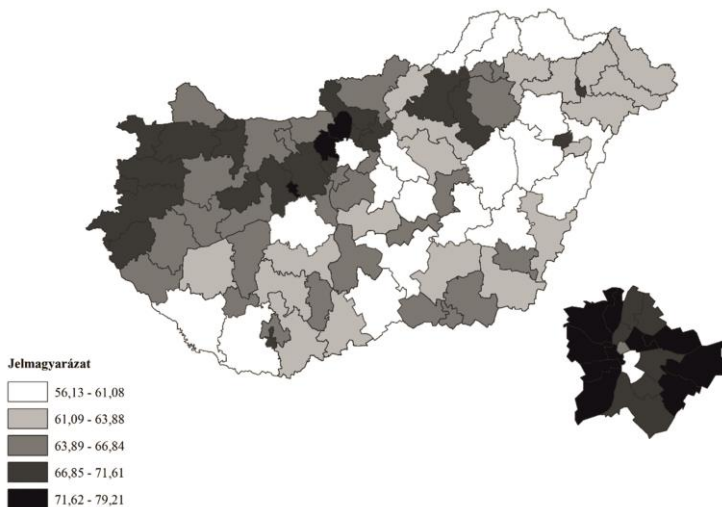 Jelmagyarázat
56,13 - 61,08
61,09 - 63,88
63,89 - 66,84
66,85 - 71,61
71,62 - 79,21